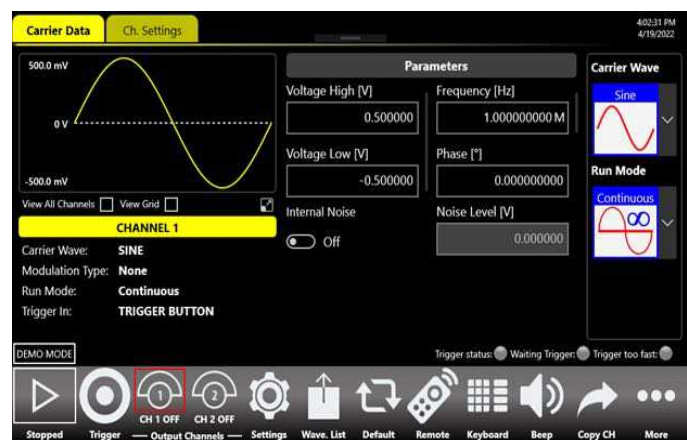 Carrier Data
Ch. Settings
4:02:31 PM
4/19/2022
500.0 mV
0 V
-500.0 mV
View All Channels
View Grid
CHANNEL 1
Carrier Wave: SINE
Modulation Type: None
Run Mode: Continuous
Trigger In: TRIGGER BUTTON
Parameters
Voltage High [V]
0.500000
Frequency [Hz]
1.000000000 M
Voltage Low [V]
-0.500000
Phase [°]
0.000000000
Internal Noise
Off
Noise Level [V]
0.000000
Carrier Wave
Sine
Run Mode
Continuous
DEMO MODE
Trigger status: Waiting Trigger: Trigger too fast:
1
2
CH 1 OFF CH 2 OFF
Stopped Trigger Output Channels Settings Wave. List Default Remote Keyboard Beep Copy CH More